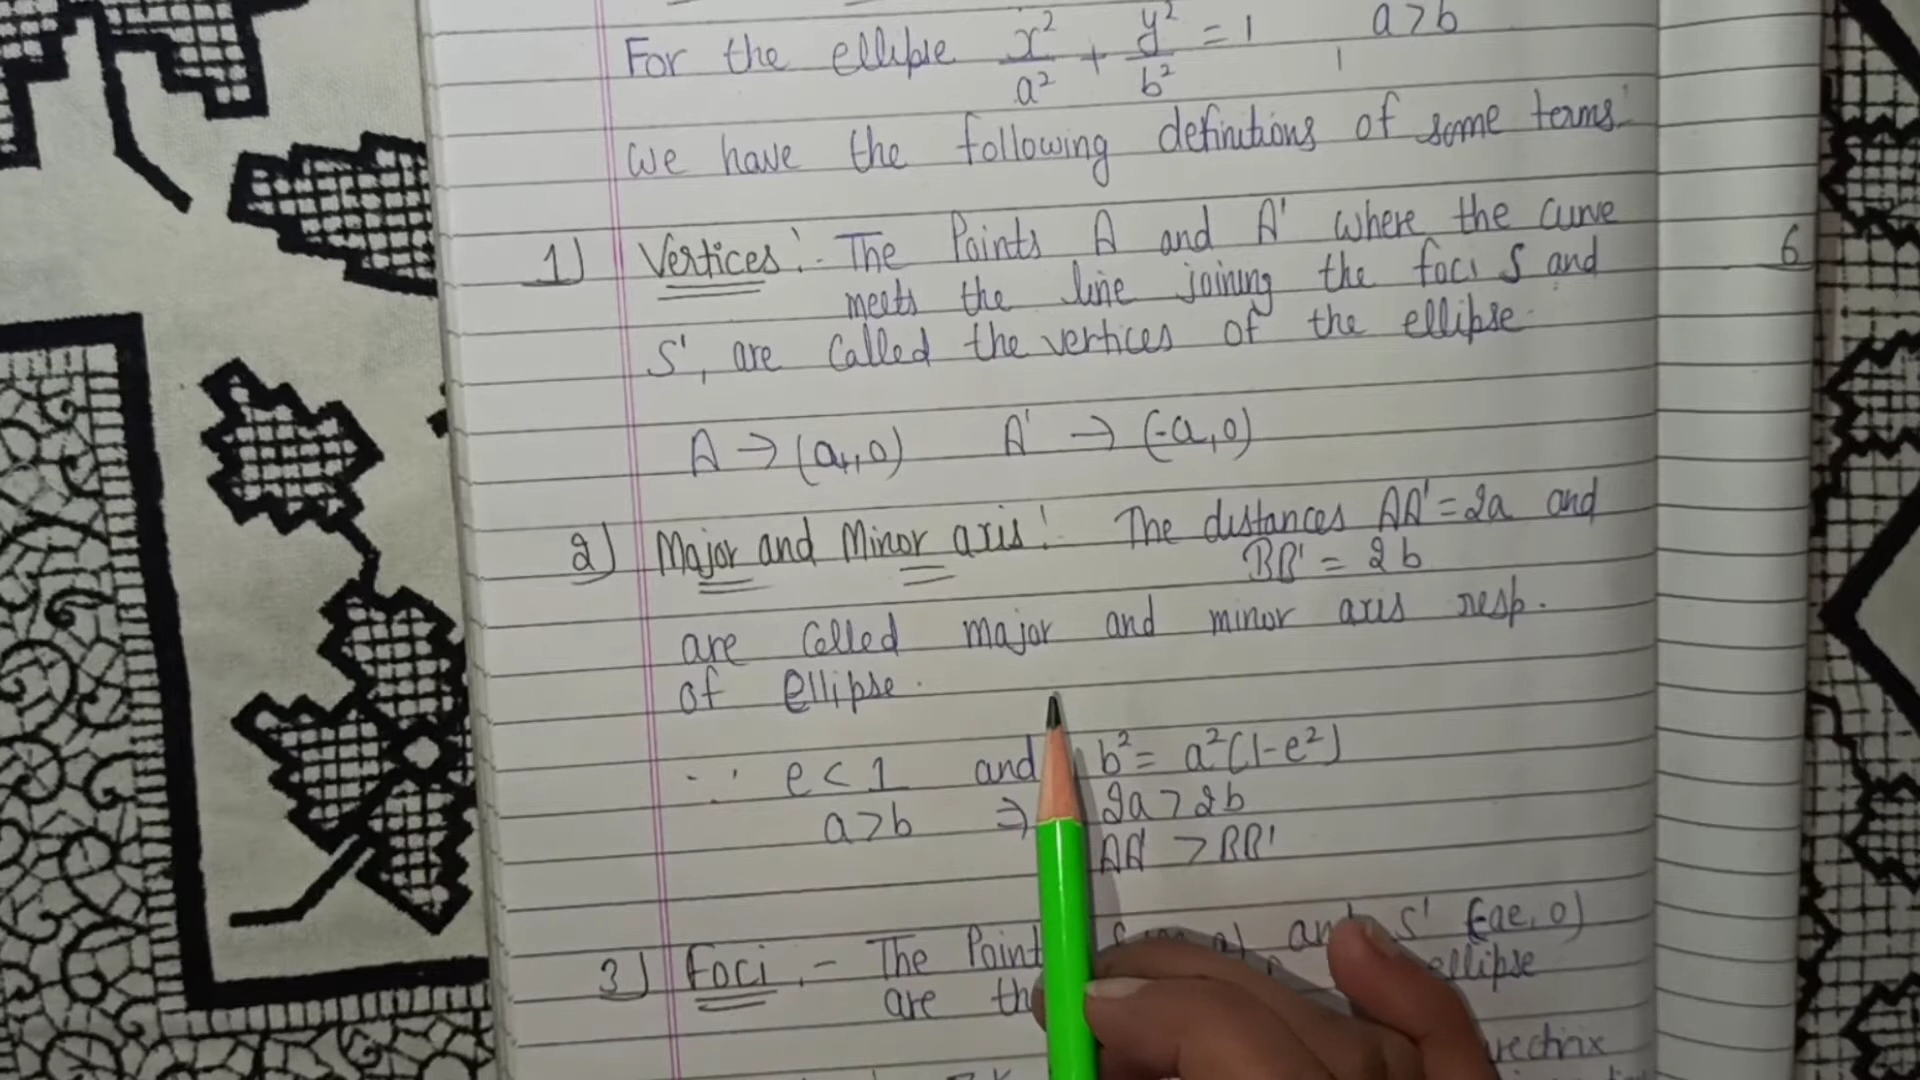 For the ellipse x²/a² + y²/b² = 1 a>b
we have the following definitions of some terms.
1) Vertices:- The Points A and A' where the curve
meets the line joining the foci S and
S', are called the vertices of the ellipse.
A → (a,0) A' → (-a,0)
2) Major and Minor axis: The distances AA'=2a and
BB' = 2b
are called major and minor axis resp.
of ellipse.
∵ e < 1 and b² = a²(1-e²)
a>b ⇒ 2a>2b
AA' > BB'
3) Foci :- The Point and S' (-ae, 0)
are ellipse
6